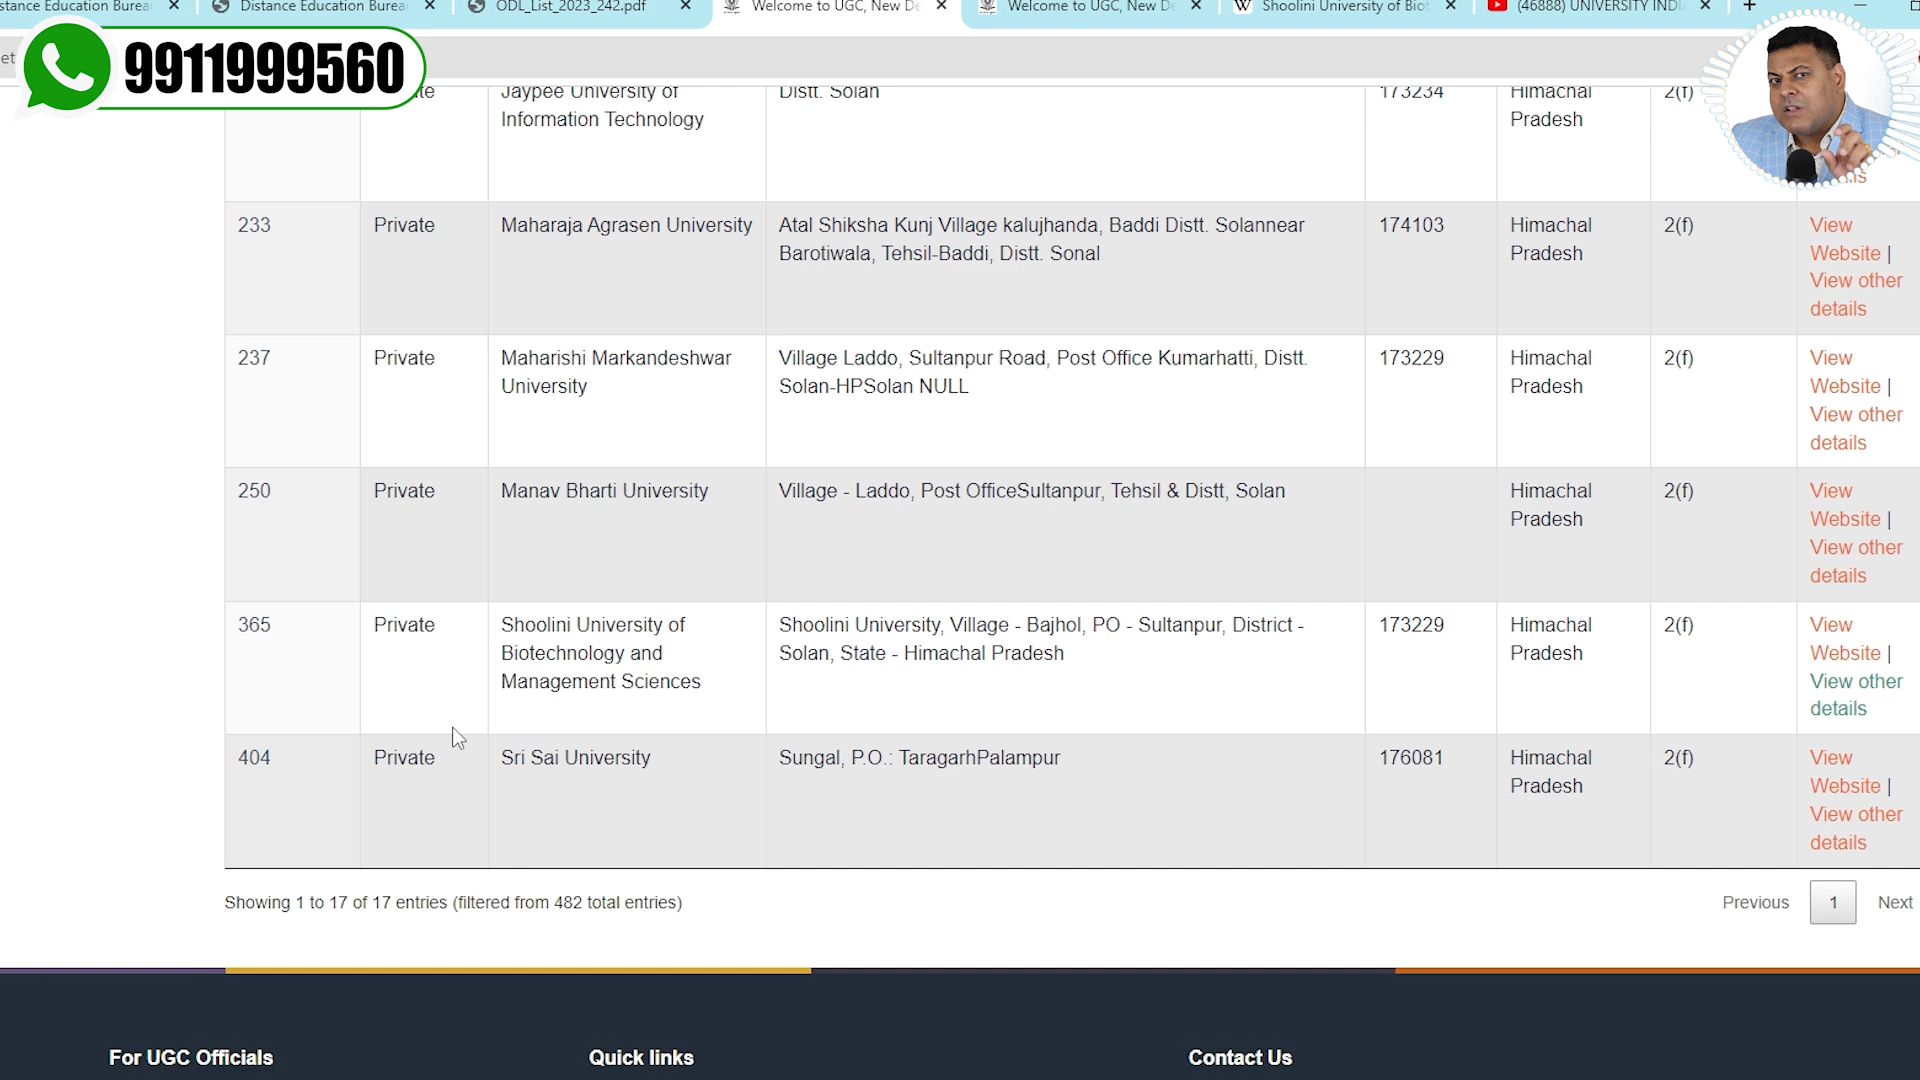 stance Education Burea
Distance Education Burea
ODL_List_2023_242.pdf
Welcome to UGC, New De
Welcome to UGC, New De
Shoolini University of Biot
(46888) UNIVERSITY INDI
9911999560
Jaypee University of
Information Technology
Distt. Solan
173234
Himachal
Pradesh
2(f)
233
Private
Maharaja Agrasen University
Atal Shiksha Kunj Village kalujhanda, Baddi Distt. Solannear
Barotiwala, Tehsil-Baddi, Distt. Sonal
174103
Himachal
Pradesh
2(f)
View
Website |
View other
details
237
Private
Maharishi Markandeshwar
University
Village Laddo, Sultanpur Road, Post Office Kumarhatti, Distt.
Solan-HPSolan NULL
173229
Himachal
Pradesh
2(f)
View
Website |
View other
details
250
Private
Manav Bharti University
Village - Laddo, Post OfficeSultanpur, Tehsil & Distt, Solan
Himachal
Pradesh
2(f)
View
Website |
View other
details
365
Private
Shoolini University of
Biotechnology and
Management Sciences
Shoolini University, Village - Bajhol, PO - Sultanpur, District -
Solan, State - Himachal Pradesh
173229
Himachal
Pradesh
2(f)
View
Website |
View other
details
404
Private
Sri Sai University
Sungal, P.O.: TaragarhPalampur
176081
Himachal
Pradesh
2(f)
View
Website |
View other
details
Showing 1 to 17 of 17 entries (filtered from 482 total entries)
Previous
1
Next
For UGC Officials
Quick links
Contact Us